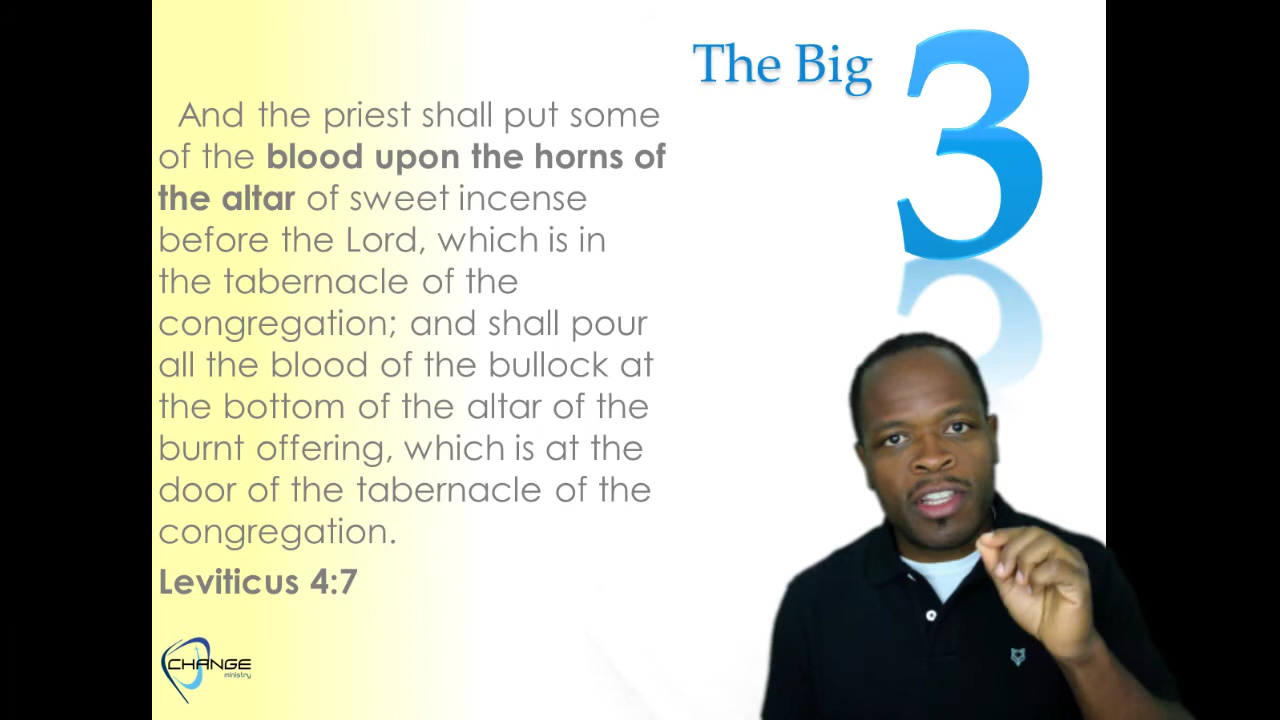 The Big 3
And the priest shall put some
of the blood upon the horns of
the altar of sweet incense
before the Lord, which is in
the tabernacle of the
congregation; and shall pour
all the blood of the bullock at
the bottom of the altar of the
burnt offering, which is at the
door of the tabernacle of the
congregation.
Leviticus 4:7
CHANGE
ministry